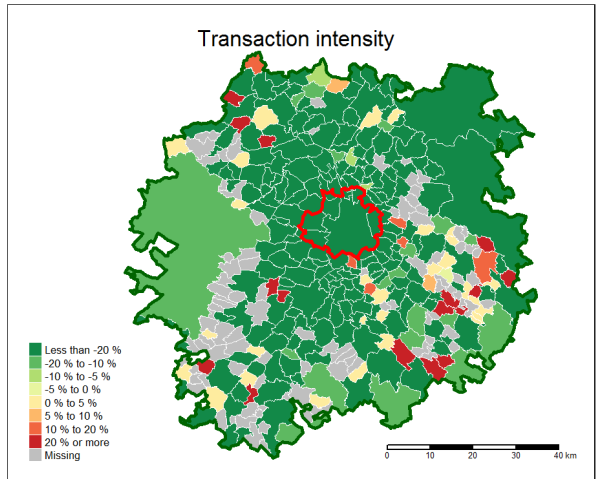 Transaction intensity
Less than -20 %
-20 % to -10 %
-10 % to -5 %
-5 % to 0 %
0 % to 5 %
5 % to 10 %
10 % to 20 %
20 % or more
Missing
0 10 20 30 40 km